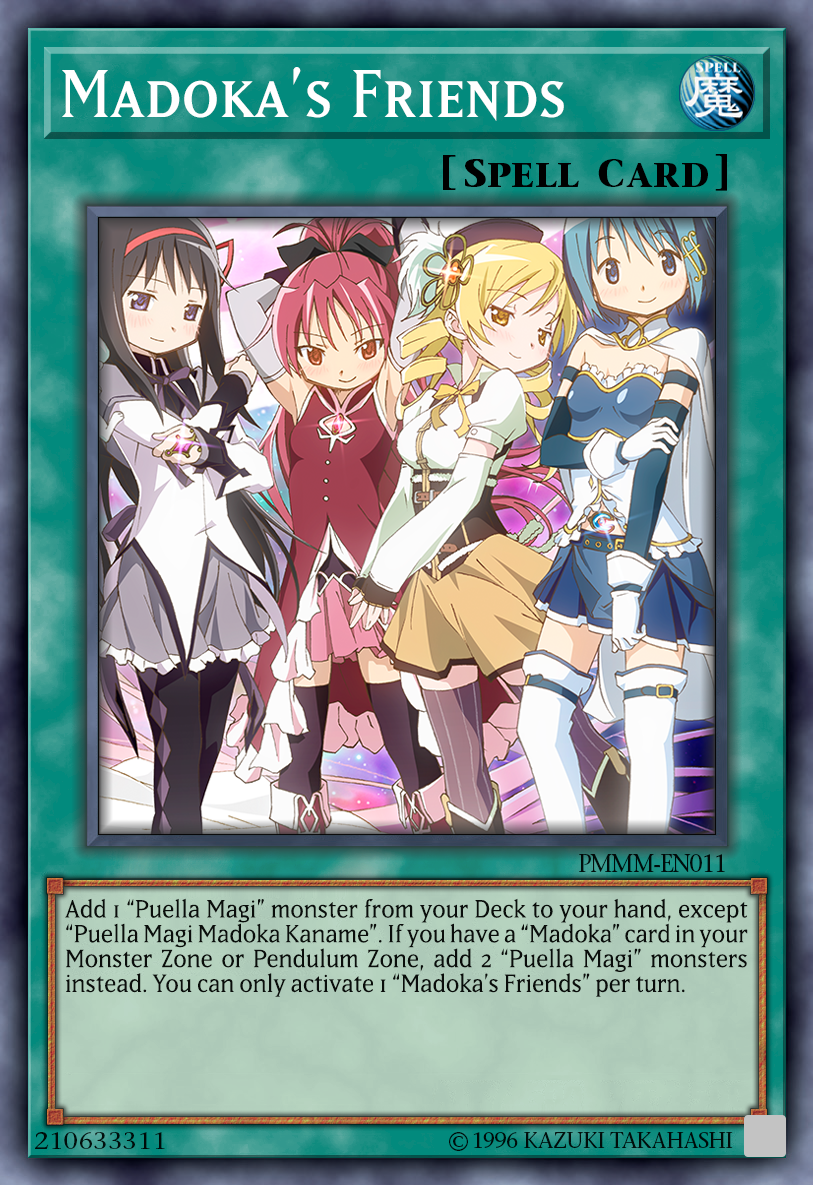 Madoka's Friends
SPELL
魔
[Spell Card]
PMMM-EN011
Add 1 “Puella Magi” monster from your Deck to your hand, except
“Puella Magi Madoka Kaname”. If you have a “Madoka” card in your
Monster Zone or Pendulum Zone, add 2 “Puella Magi” monsters
instead. You can only activate 1 “Madoka’s Friends” per turn.
210633311
© 1996 KAZUKI TAKAHASHI